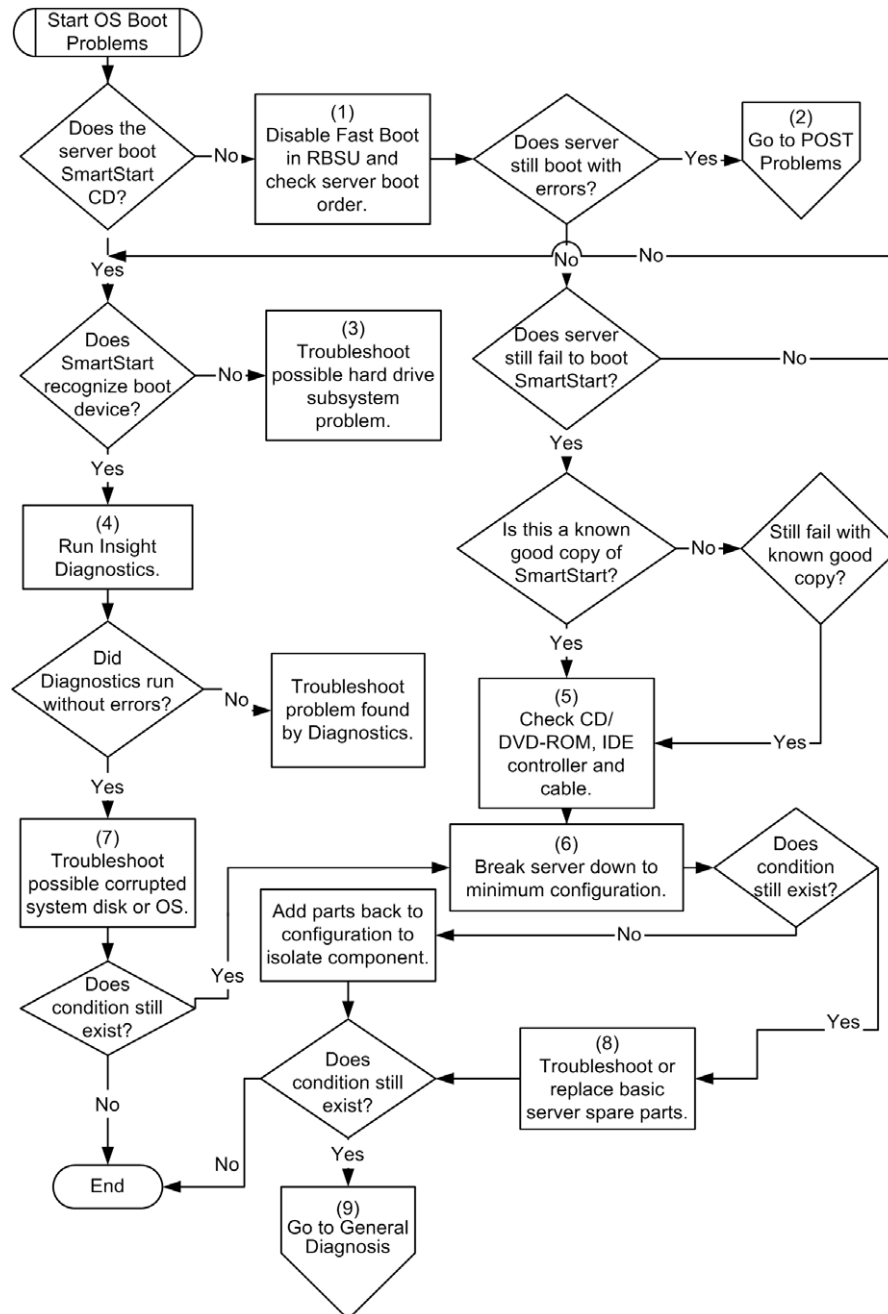 Start OS Boot
Problems
Does the
server boot
SmartStart
CD?
No
(1)
Disable Fast Boot
in RBSU and
check server boot
order.
Does server
still boot with
errors?
Yes
(2)
Go to POST
Problems
Yes
No
No
Does
SmartStart
recognize boot
device?
No
(3)
Troubleshoot
possible hard drive
subsystem
problem.
Does server
still fail to boot
SmartStart?
No
Yes
Yes
(4)
Run Insight
Diagnostics.
Is this a known
good copy of
SmartStart?
No
Still fail with
known good
copy?
Yes
Did
Diagnostics run
without errors?
No
Troubleshoot
problem found
by Diagnostics.
(5)
Check CD/
DVD-ROM, IDE
controller and
cable.
Yes
Yes
(7)
Troubleshoot
possible corrupted
system disk or OS.
(6)
Break server down to
minimum configuration.
Does
condition
still exist?
Add parts back to
configuration to
isolate component.
No
Yes
Does
condition still
exist?
Yes
Does
condition still
exist?
(8)
Troubleshoot or
replace basic
server spare parts.
No
No
Yes
End
(9)
Go to General
Diagnosis